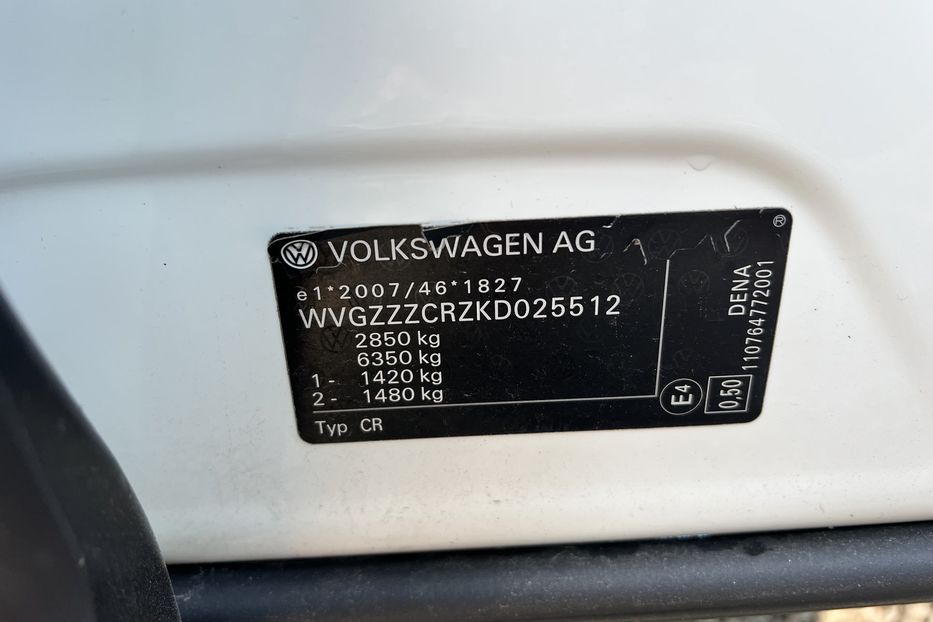 VOLKSWAGEN AG
®
e1*2007/46*1827
WVGZZZCRZKD025512
2850 kg
6350 kg
1- 1420 kg
2- 1480 kg
Typ CR
E4
0,50
DENA
110764772001